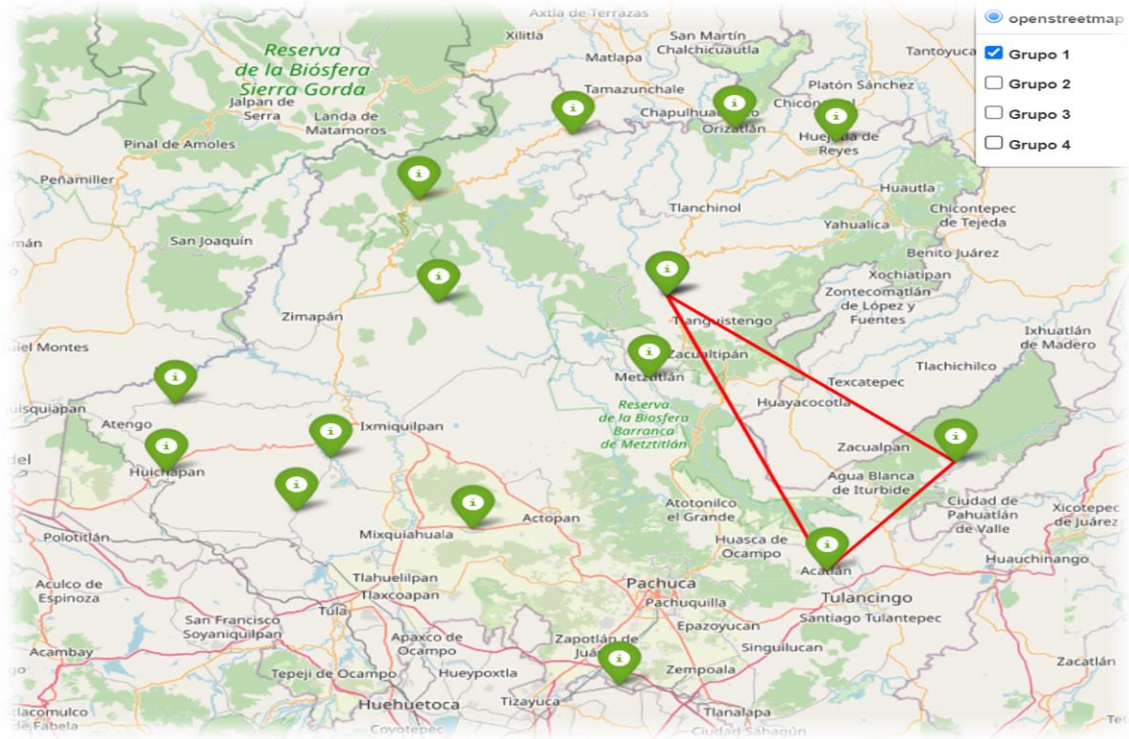 Axtla de Terrazas
openstreetmap
Xilitla
San Martín
Chalchicuautla
Tantoyuca
Reserva
de la Biósfera
Sierra Gorda
Matlapa
Grupo 1
Grupo 2
Grupo 3
Grupo 4
Tamazunchale
Platón Sánchez
Jalpan de
Serra
Landa de
Matamoros
Orizatlán
Reyes
Pinal de Amoles
Peñamiller
Huautla
Tlanchinol
Chicontepec
de Tejeda
Yahualica
San Joaquín
Benito Juárez
Xochiatipan
Zontecomatlán
de López y
Fuentes
Zimapán
Tianguistengo
Ixhuatlán
de Madero
Zacualtipán
Metztitlán
Tlachichilco
Texcatepec
Huayacocotla
Reserva
de la Biosfera
Barranca
de Metztitlán
Atengo
Ixmiquilpan
Zacualpan
Huichapan
Agua Blanca
de Iturbide
Atotonilco
el Grande
Ciudad de
Pahuatlán
de Valle
Xicotepec
de Juárez
Actopan
Mixquiahuala
Polotitlán
Huasca de
Ocampo
Huauchinango
Acatlán
Aculco de
Espinoza
Tlahuelilpan
Tlaxcoapan
Pachuca
Pachuquilla
Tulancingo
Tula
San Francisco
Soyaniquilpan
Santiago Tulantepec
Epazoyucan
Apaxco de
Ocampo
Zapotlán de
Singuilucan
Acambay
Tepeji de Ocampo
Hueypoxtla
Zempoala
Zacatlán
Huehuetoca
Tizayuca
Tlanalapa
Coyotepec
Ciudad Sahagún